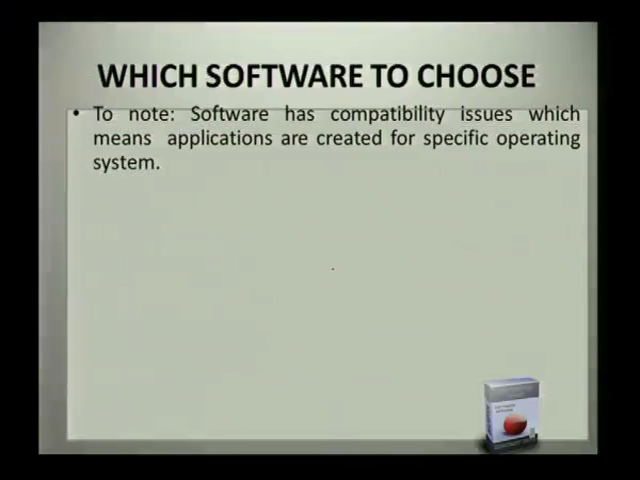 WHICH SOFTWARE TO CHOOSE
• To note: Software has compatibility issues which
means applications are created for specific operating
system.